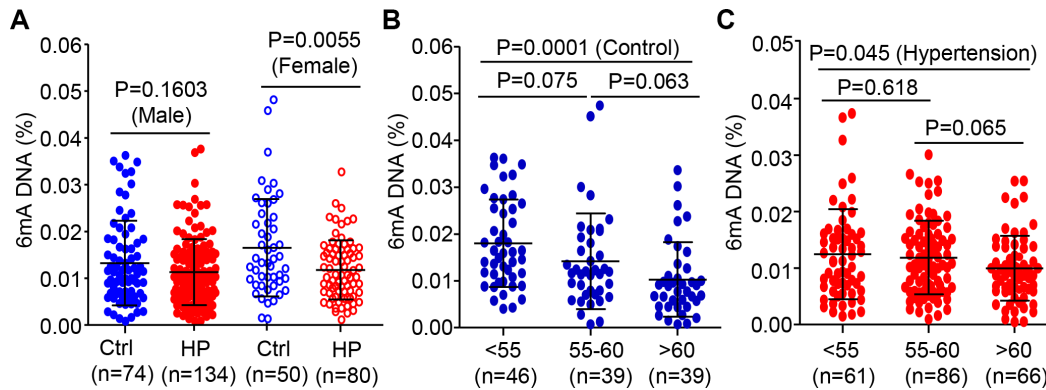 A
6mA DNA (%)
0.06
0.05
0.04
0.03
0.02
0.01
0.00
P=0.1603
(Male)
P=0.0055
(Female)
Ctrl HP Ctrl HP
(n=74) (n=134) (n=50) (n=80)
B
6mA DNA (%)
0.06
0.05
0.04
0.03
0.02
0.01
0.00
P=0.0001 (Control)
P=0.075 P=0.063
<55 55-60 >60
(n=46) (n=39) (n=39)
C
6mA DNA (%)
0.05
0.04
0.03
0.02
0.01
0.00
P=0.045 (Hypertension)
P=0.618
P=0.065
<55 55-60 >60
(n=61) (n=86) (n=66)